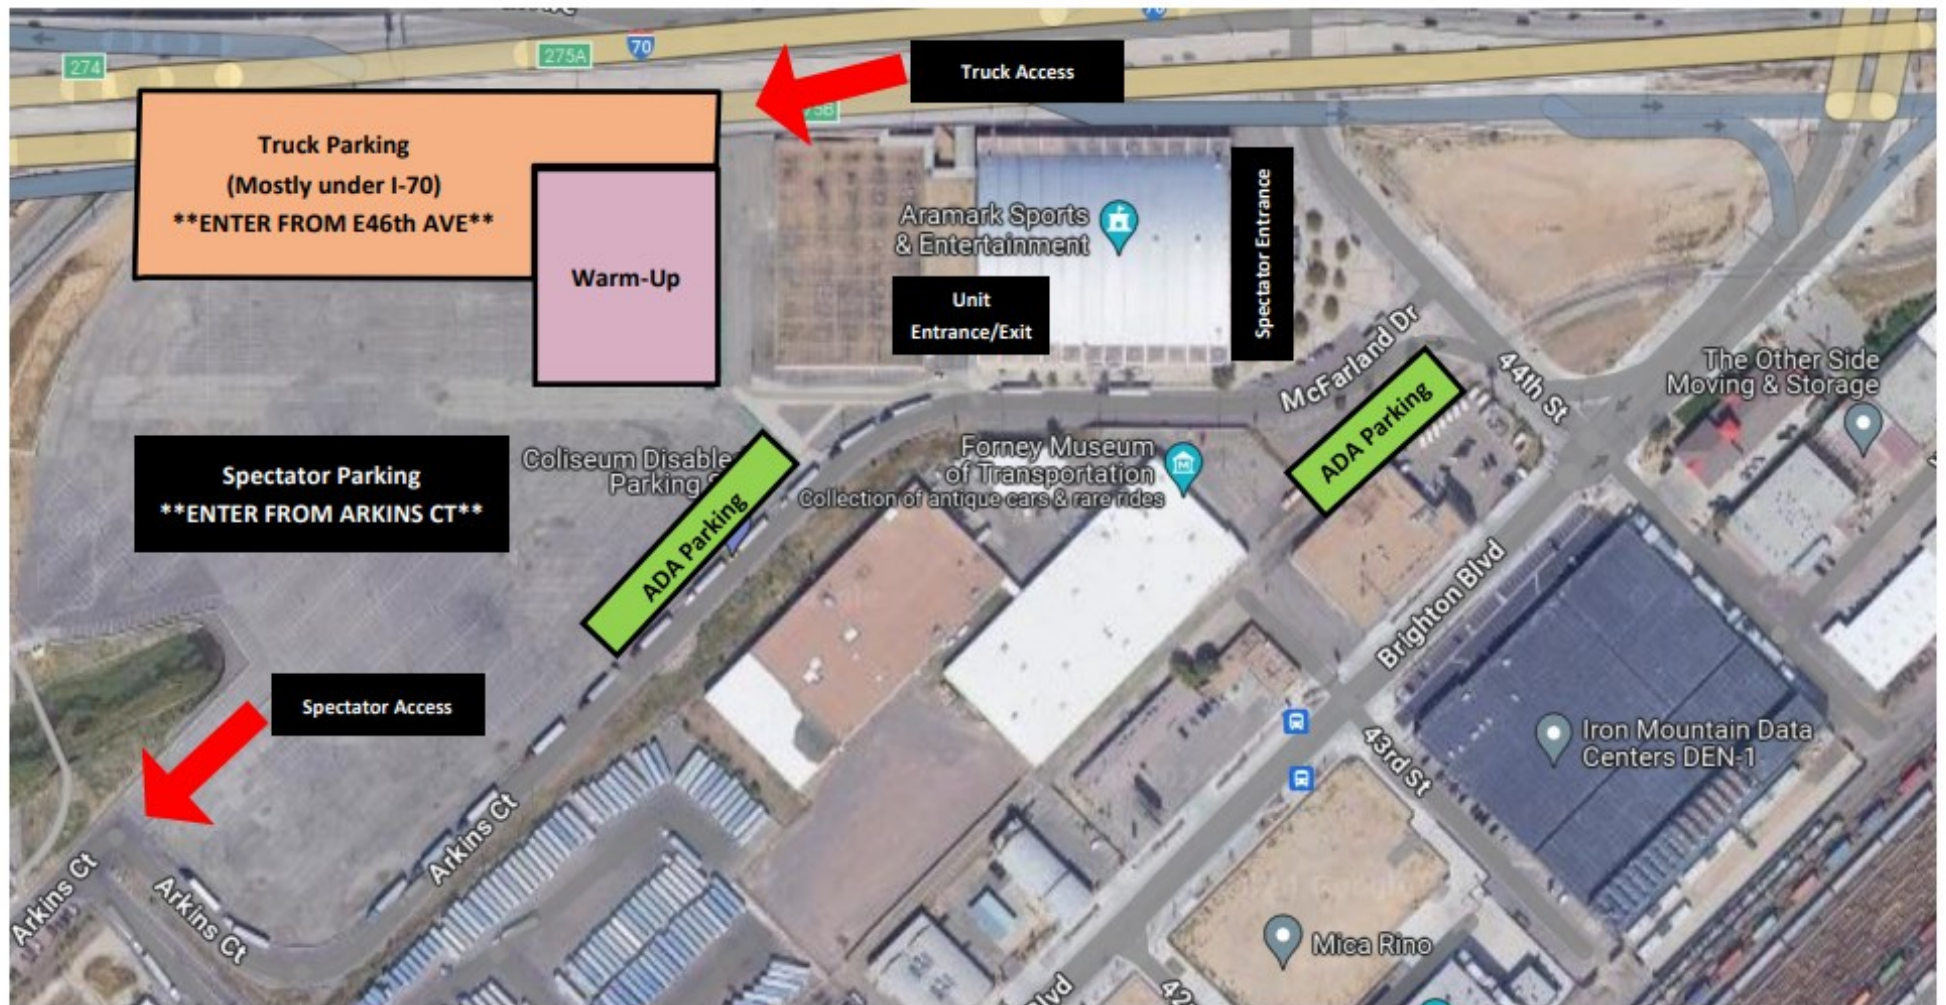 70
274
275A
70
Truck Access
Truck Parking
(Mostly under I-70)
**ENTER FROM E46th AVE**
Warm-Up
Aramark Sports
& Entertainment
Unit
Entrance/Exit
Spectator Entrance
McFarland Dr
44th St
The Other Side
Moving & Storage
ADA Parking
Spectator Parking
**ENTER FROM ARKINS CT**
Coliseum Disable
Parking
ADA Parking
Forney Museum
of Transportation
Collection of antique cars & rare rides
Brighton Blvd
Spectator Access
43rd St
Iron Mountain Data
Centers DEN-1
Arkins Ct
Arkins Ct
Arkins Ct
Mica Rino
Blvd
42